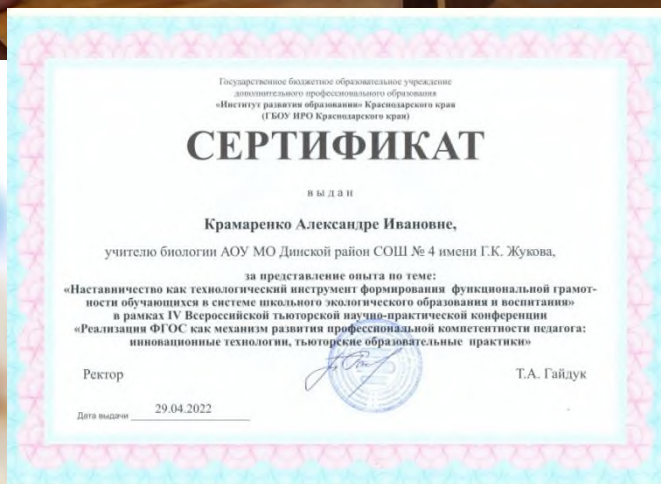 Государственное бюджетное образовательное учреждение
дополнительного профессионального образования
«Институт развития образования» Краснодарского края
(ГБОУ ИРО Краснодарского края)
СЕРТИФИКАТ
выдан
Крамаренко Александре Ивановне,
учителю биологии АОУ МО Динской район СОШ № 4 имени Г.К. Жукова,
за представление опыта по теме:
«Наставничество как технологический инструмент формирования функциональной грамот-
ности обучающихся в системе школьного экологического образования и воспитания»
в рамках IV Всероссийской тьюторской научно-практической конференции
«Реализация ФГОС как механизм развития профессиональной компетентности педагога:
инновационные технологии, тьюторские образовательные практики»
Ректор Т.А. Гайдук
Дата выдачи 29.04.2022